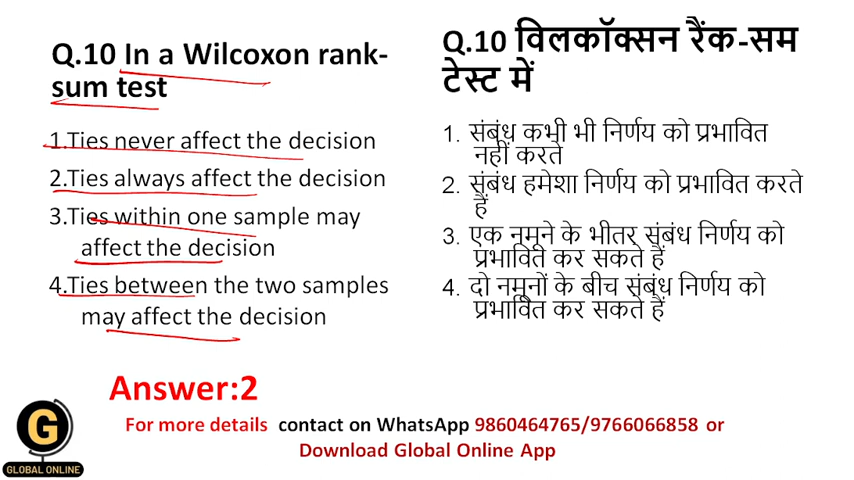 Q.10 In a Wilcoxon rank-
sum test
1.Ties never affect the decision
2.Ties always affect the decision
3.Ties within one sample may
affect the decision
4.Ties between the two samples
may affect the decision
Q.10 विलकॉक्सन रैंक-सम
टेस्ट में
1. संबंध कभी भी निर्णय को प्रभावित
नहीं करते
2. संबंध हमेशा निर्णय को प्रभावित करते
हैं
3. एक नमूने के भीतर संबंध निर्णय को
प्रभावित कर सकते हैं
4. दो नमूनों के बीच संबंध निर्णय को
प्रभावित कर सकते हैं
Answer:2
For more details contact on WhatsApp 9860464765/9766066858 or
Download Global Online App
G
GLOBAL ONLINE